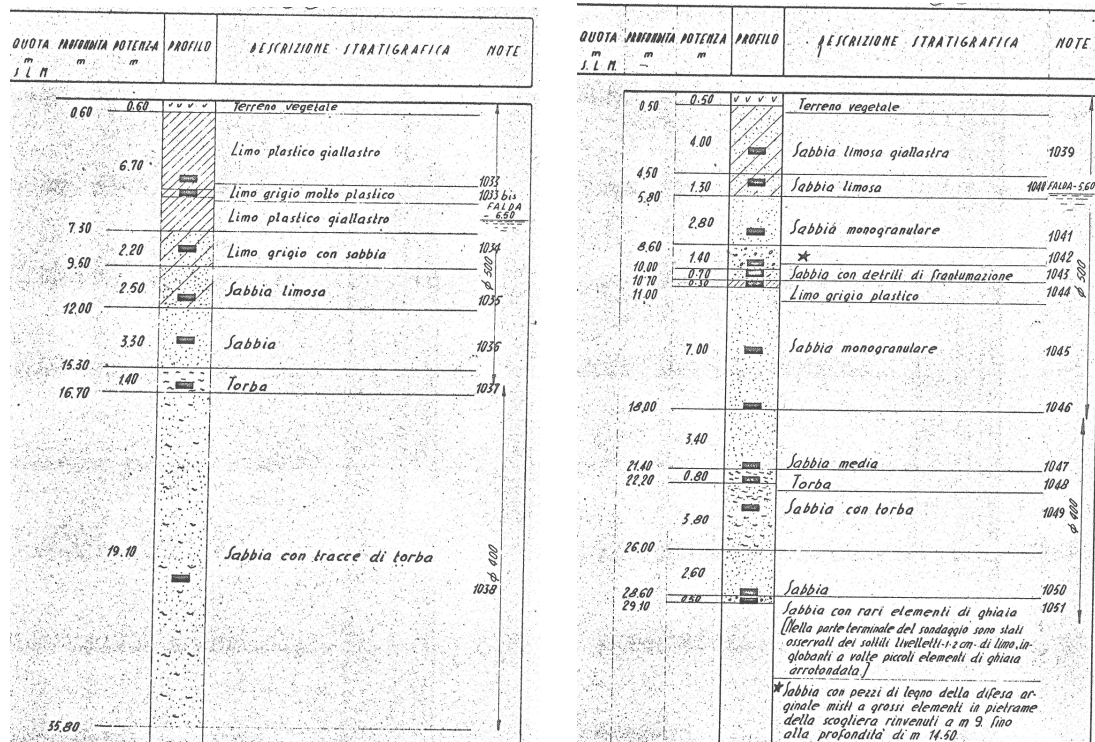 QUOTA m S. L. M. PROFONDITÀ m POTENZA m PROFILO DESCRIZIONE STRATIGRAFICA NOTE
0.60 0.60 Terreno vegetale
6.70 Limo plastico giallastro
1033
Limo grigio molto plastico 1033 bis
FALDA
- 6.50
Limo plastico giallastro
7.30
2.20 Limo grigio con sabbia 1034
9.50
2.50 Sabbia limosa 1035
φ 500
12.00
3.30 Sabbia 1036
15.30
1.40 Torba 1037
16.70
19.10 Sabbia con tracce di torba
φ 400
1038
35.80
QUOTA m S. L. M. PROFONDITÀ m POTENZA m PROFILO DESCRIZIONE STRATIGRAFICA NOTE
0.50 0.50 Terreno vegetale
4.00 Sabbia limosa giallastra 1039
4.50
1.30 Sabbia limosa 1040 FALDA - 5.60
5.80
2.80 Sabbia monogranulare 1041
8.60
1.40 ★ 1042
10.00
0.70 Sabbia con detriti di frantumazione 1043
10.70
0.30 Limo grigio plastico 1044
11.00
φ 500
7.00 Sabbia monogranulare 1045
18.00 1046
3.40
21.40 Sabbia media 1047
22.20 0.80 Torba 1048
3.80 Sabbia con torba 1049
φ 400
26.00
2.60
28.60 Sabbia 1050
29.10 0.50 Sabbia con rari elementi di ghiaia 1051
[Nella parte terminale del sondaggio sono stati
osservati dei sottili livelletti-1-2 cm- di limo, in-
globanti a volte piccoli elementi di ghiaia
arrotondata]
★ Sabbia con pezzi di legno della difesa ar-
ginale misti a grossi elementi in pietrame
della scogliera rinvenuti a m 9. fino
alla profondità di m 14.50